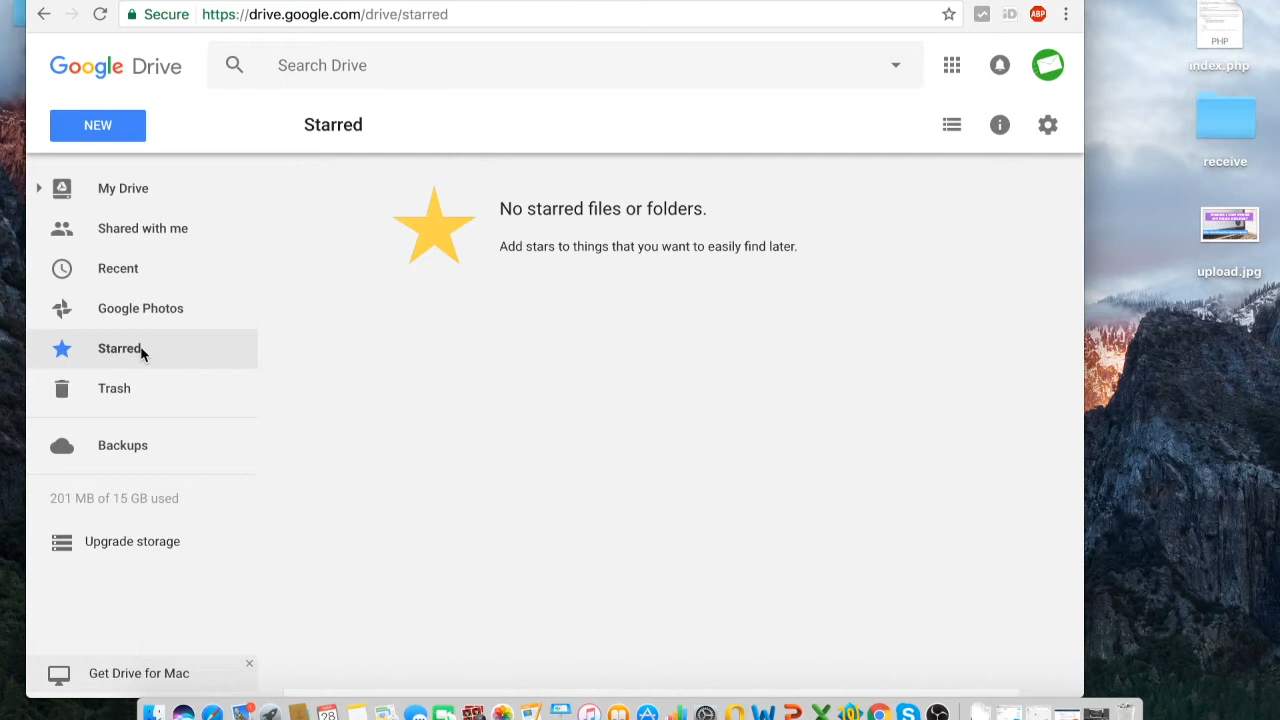 Secure https://drive.google.com/drive/starred
ABP
Google Drive
Search Drive
NEW
Starred
My Drive
Shared with me
Recent
Google Photos
Starred
Trash
Backups
201 MB of 15 GB used
Upgrade storage
Get Drive for Mac
No starred files or folders.
Add stars to things that you want to easily find later.
PHP
index.php
receive
upload.jpg
28